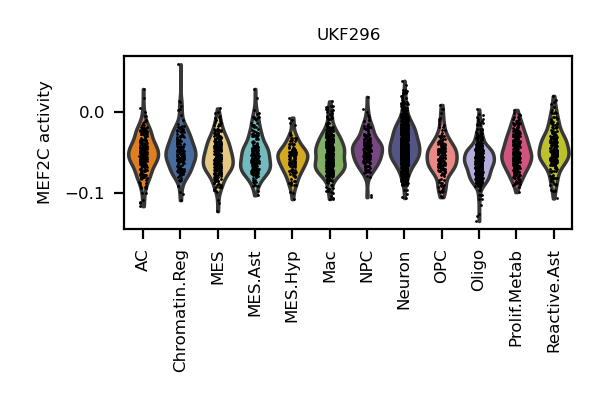 UKF296
MEF2C activity
0.0
−0.1
AC
Chromatin.Reg
MES
MES.Ast
MES.Hyp
Mac
NPC
Neuron
OPC
Oligo
Prolif.Metab
Reactive.Ast